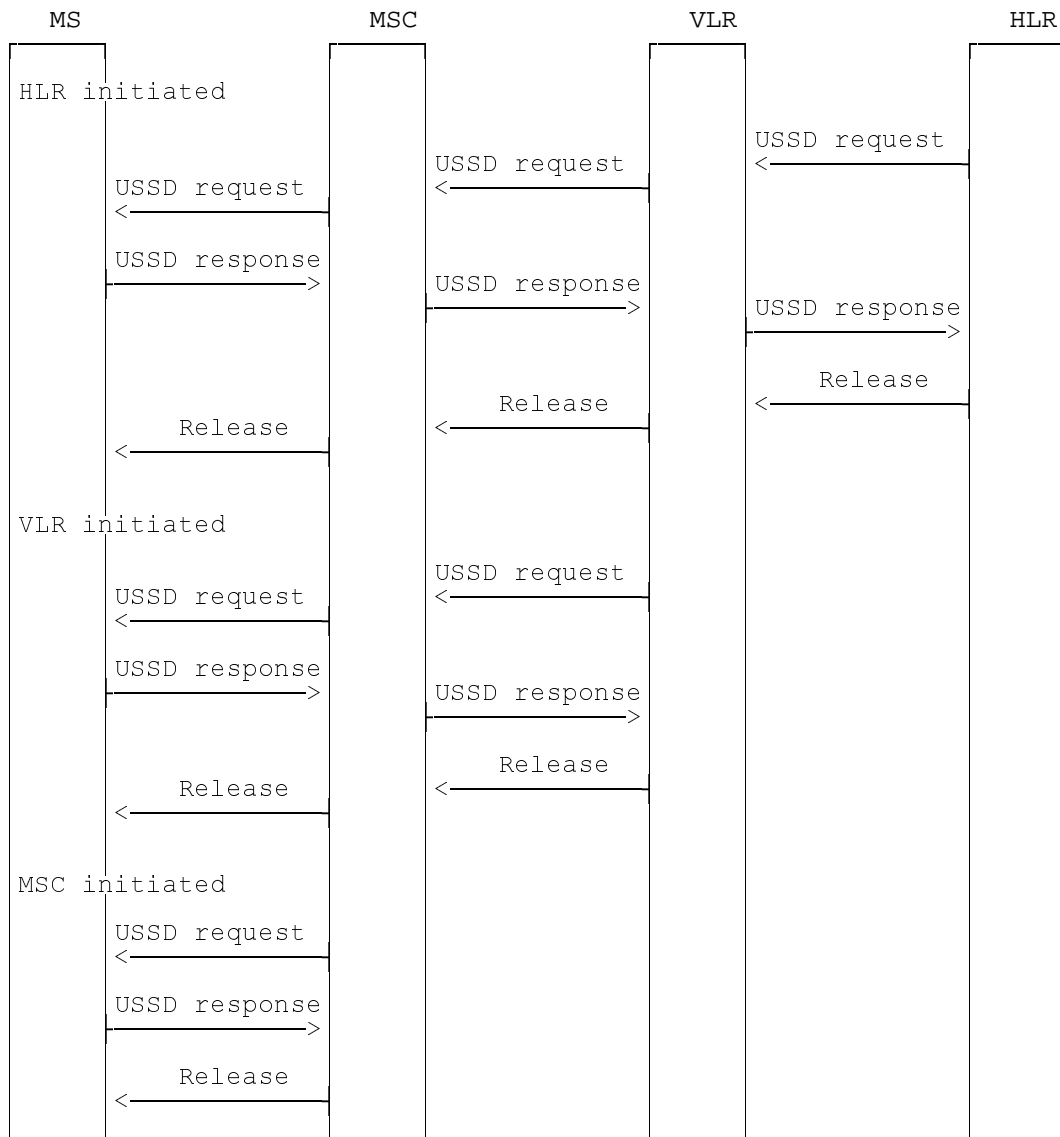 MS MSC VLR HLR
HLR initiated
USSD request
USSD request
USSD request
USSD response
USSD response
USSD response
Release
Release
Release
VLR initiated
USSD request
USSD request
USSD response
USSD response
Release
Release
MSC initiated
USSD request
USSD response
Release